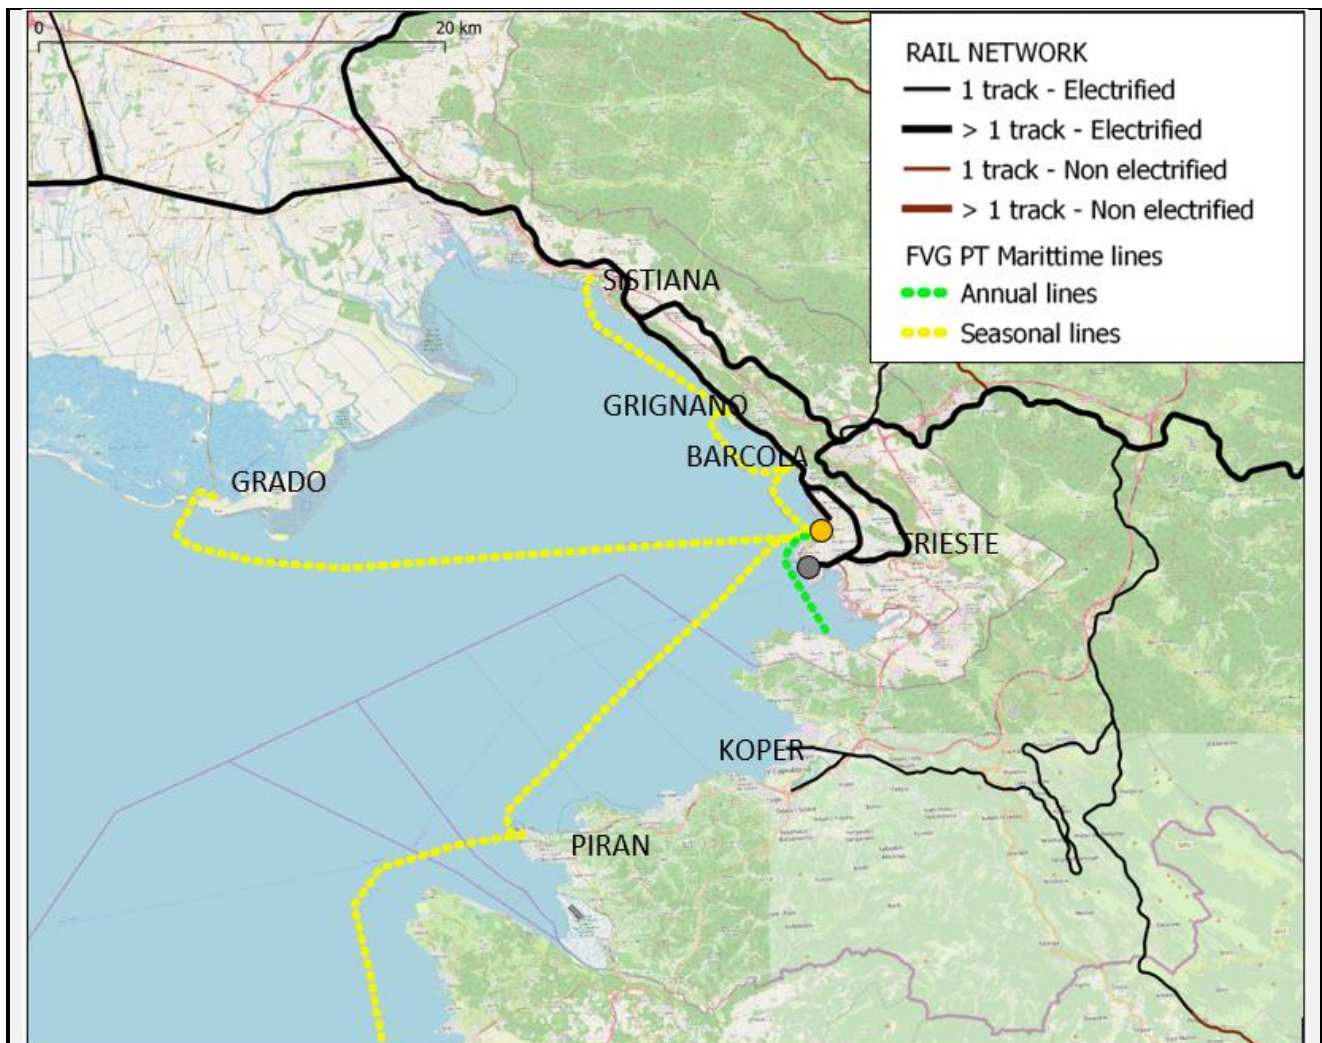 0
20 km
RAIL NETWORK
1 track - Electrified
> 1 track - Electrified
1 track - Non electrified
> 1 track - Non electrified
FVG PT Marittime lines
Annual lines
Seasonal lines
SISTIANA
GRIGNANO
BARCOLA
GRADO
TRIESTE
KOPER
PIRAN